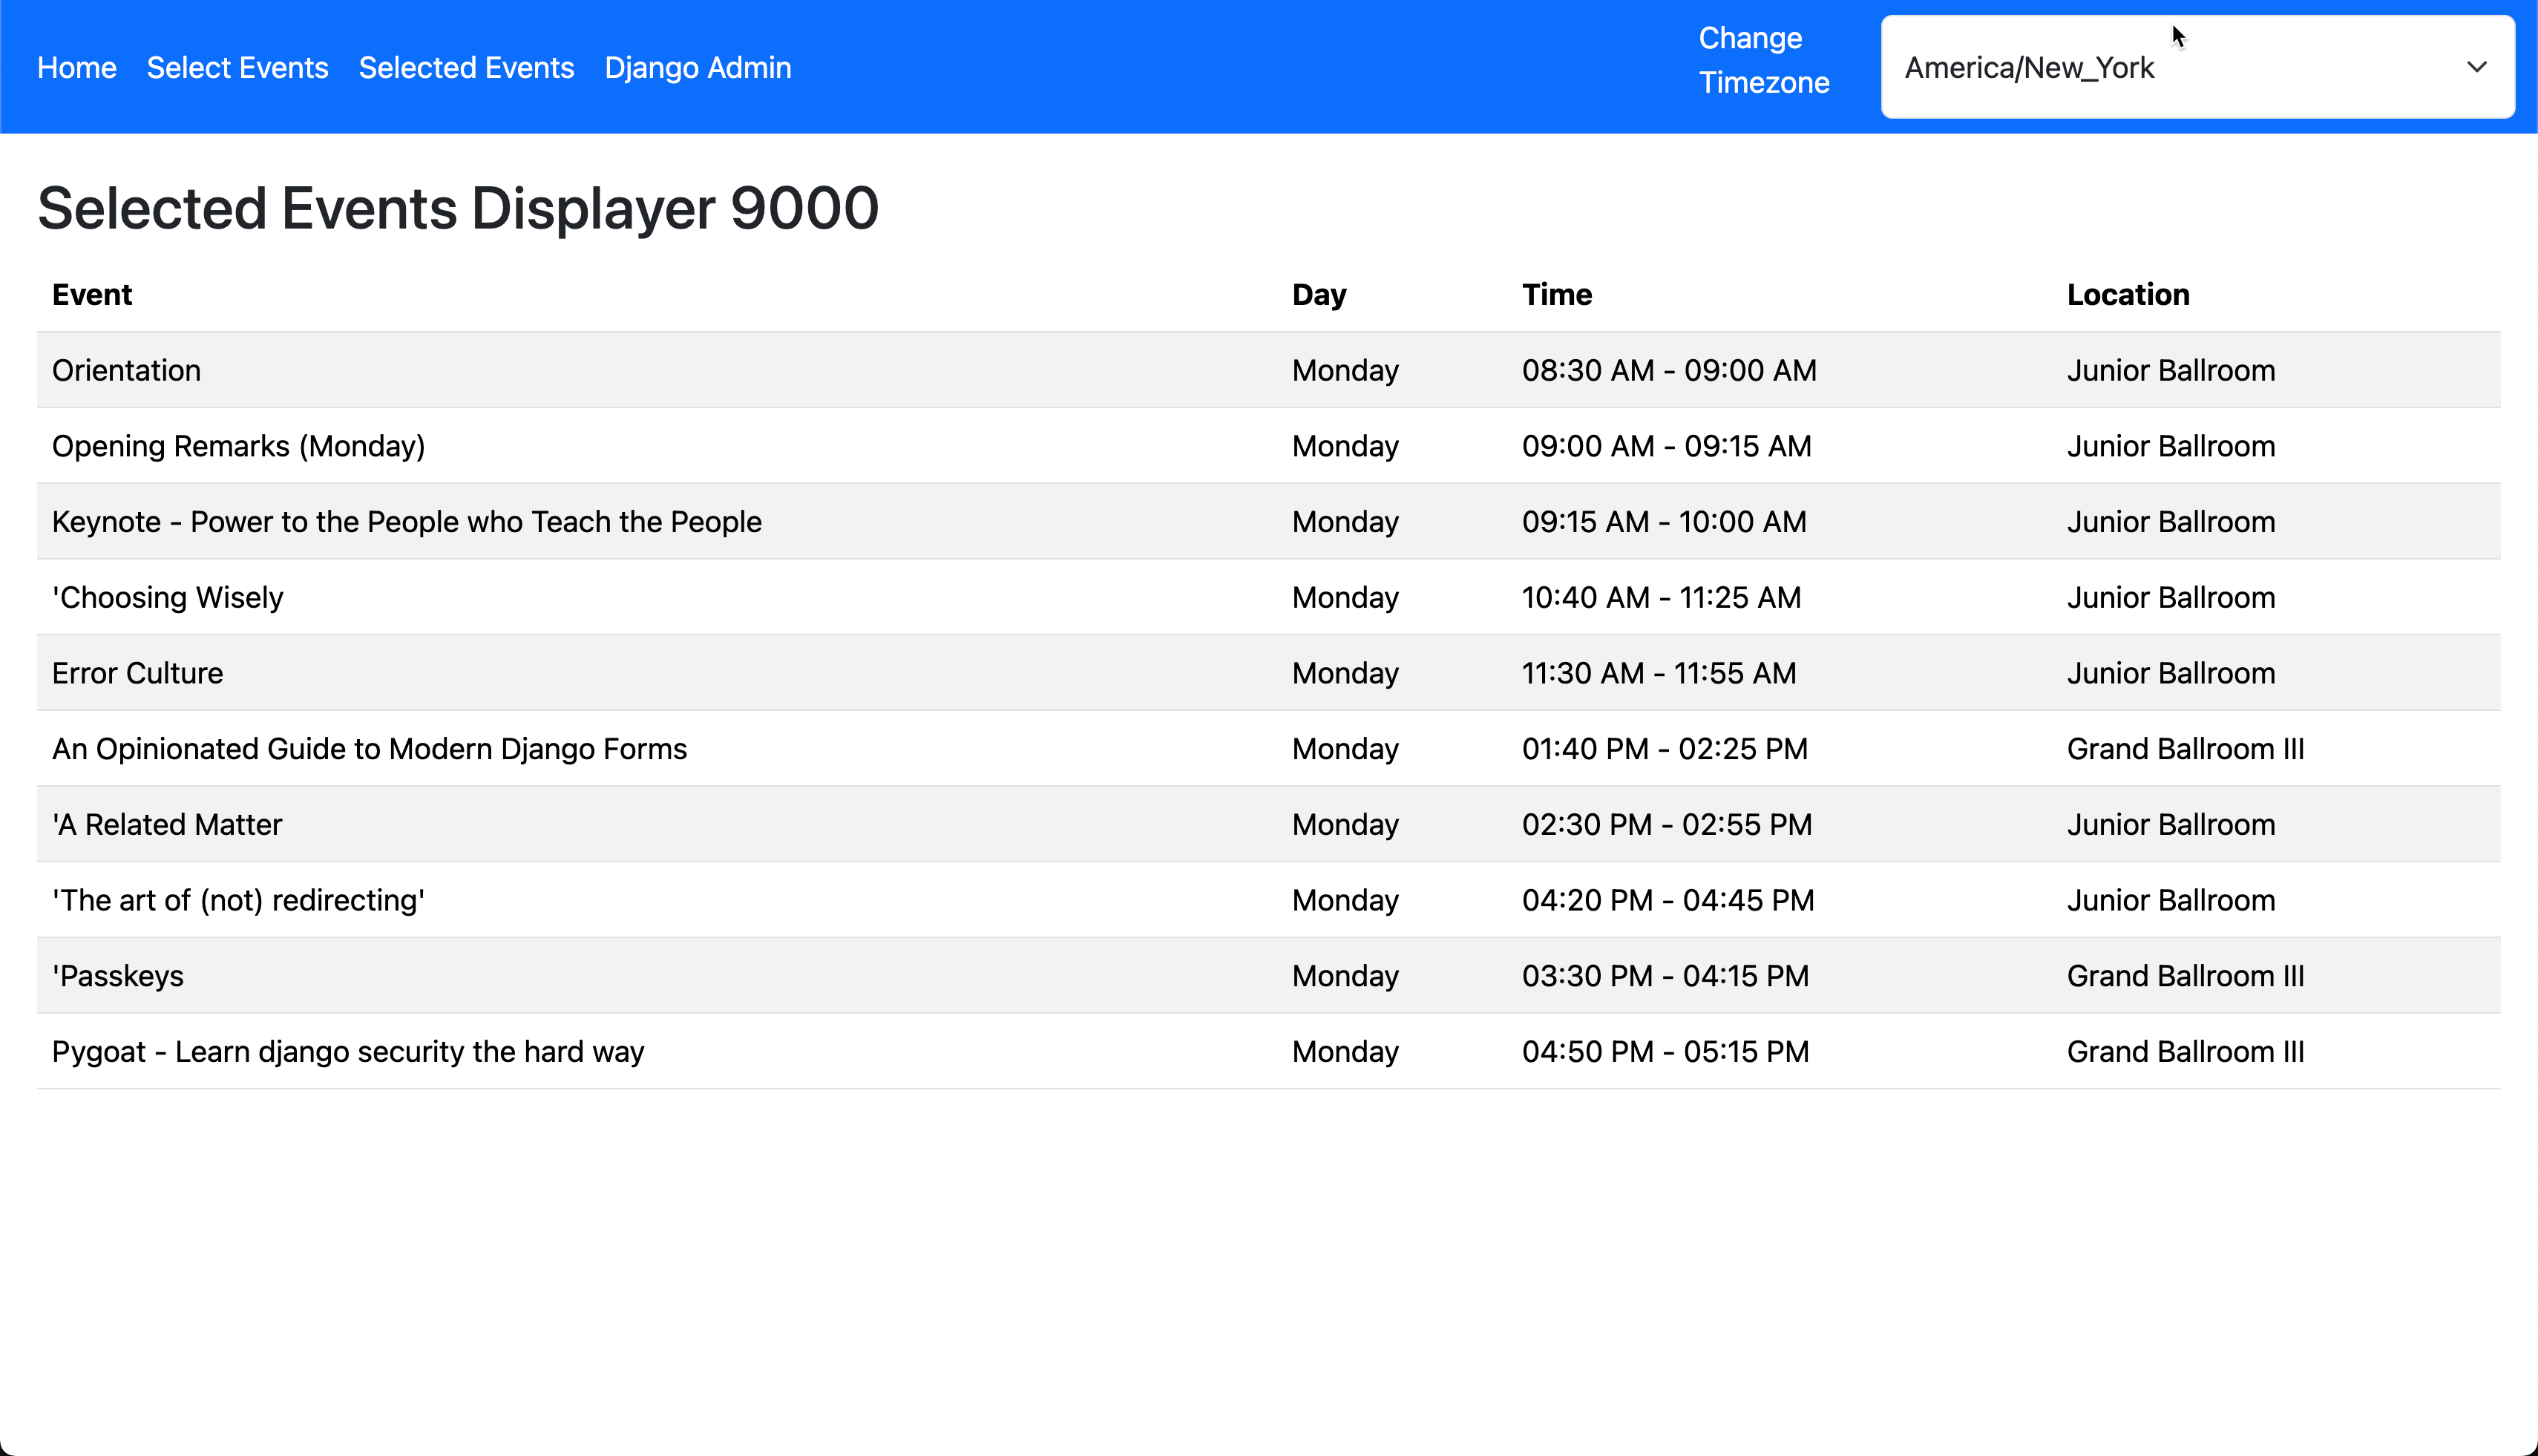 Home Select Events Selected Events Django Admin
Change
Timezone
America/New_York
Selected Events Displayer 9000
Event Day Time Location
Orientation Monday 08:30 AM - 09:00 AM Junior Ballroom
Opening Remarks (Monday) Monday 09:00 AM - 09:15 AM Junior Ballroom
Keynote - Power to the People who Teach the People Monday 09:15 AM - 10:00 AM Junior Ballroom
'Choosing Wisely Monday 10:40 AM - 11:25 AM Junior Ballroom
Error Culture Monday 11:30 AM - 11:55 AM Junior Ballroom
An Opinionated Guide to Modern Django Forms Monday 01:40 PM - 02:25 PM Grand Ballroom III
'A Related Matter Monday 02:30 PM - 02:55 PM Junior Ballroom
'The art of (not) redirecting' Monday 04:20 PM - 04:45 PM Junior Ballroom
'Passkeys Monday 03:30 PM - 04:15 PM Grand Ballroom III
Pygoat - Learn django security the hard way Monday 04:50 PM - 05:15 PM Grand Ballroom III